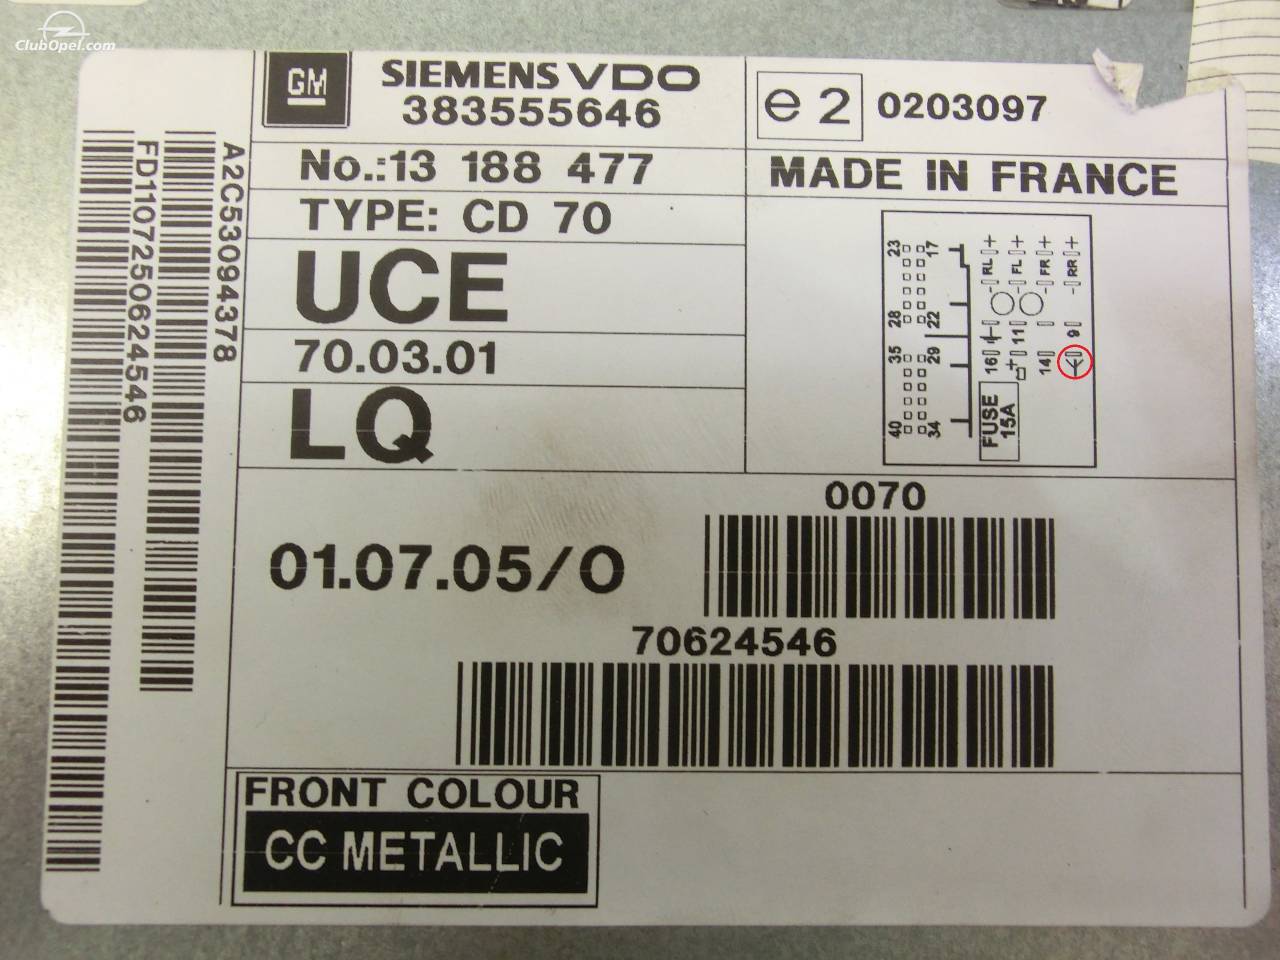 ClubOpel.com
GM
SIEMENS VDO
383555646
e2
0203097
No.:13 188 477
MADE IN FRANCE
TYPE: CD 70
UCE
70.03.01
LQ
23 17
28 22
35 29
40 34
RL - +
FL - +
FR - +
RR - +
16 11
14 9
+
FUSE
15A
0070
01.07.05/O
70624546
FRONT COLOUR
CC METALLIC
A2C53094378
FD1107250624546